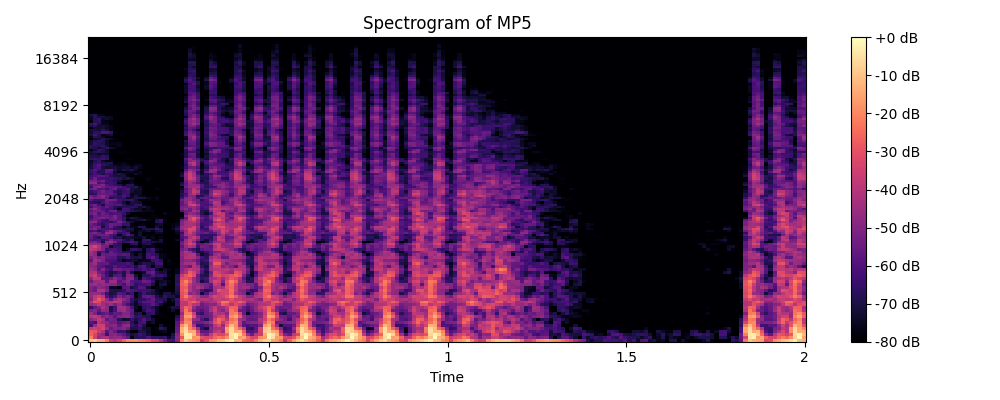 Spectrogram of MP5
Hz
16384
8192
4096
2048
1024
512
0
0 0.5 1 1.5 2
Time
+0 dB
-10 dB
-20 dB
-30 dB
-40 dB
-50 dB
-60 dB
-70 dB
-80 dB